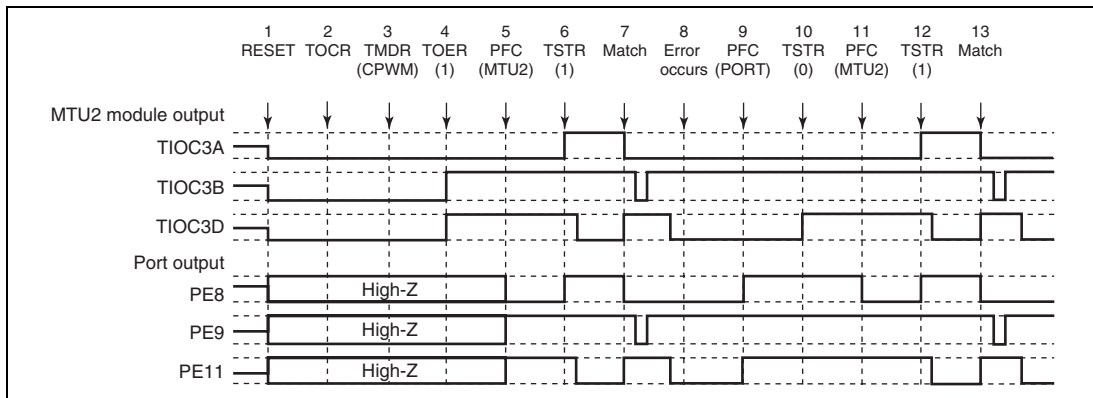 1 2 3 4 5 6 7 8 9 10 11 12 13
RESET TOCR TMDR TOER PFC TSTR Match Error PFC TSTR PFC TSTR Match
(CPWM) (1) (MTU2) (1) occurs (PORT) (0) (MTU2) (1)
MTU2 module output
TIOC3A
TIOC3B
TIOC3D
Port output
PE8 High-Z
PE9 High-Z
PE11 High-Z